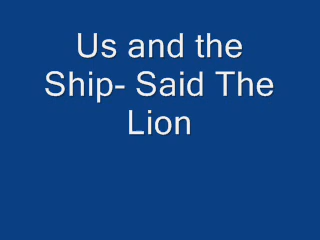 Us and the
Ship- Said The
Lion